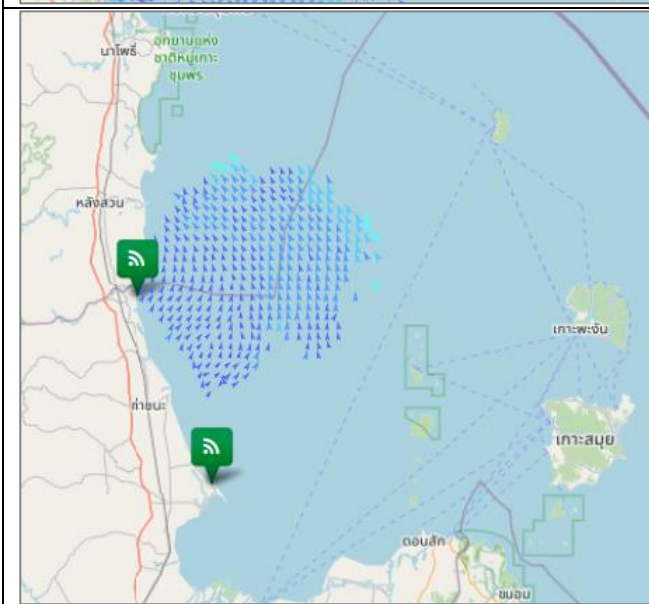 นาโพธิ์
อุทยานแห่ง
ชาติหมู่เกาะ
ชุมพร
หลังสวน
ท่าชนะ
เกาะพะงัน
เกาะสมุย
ดอนสัก
ขนอม